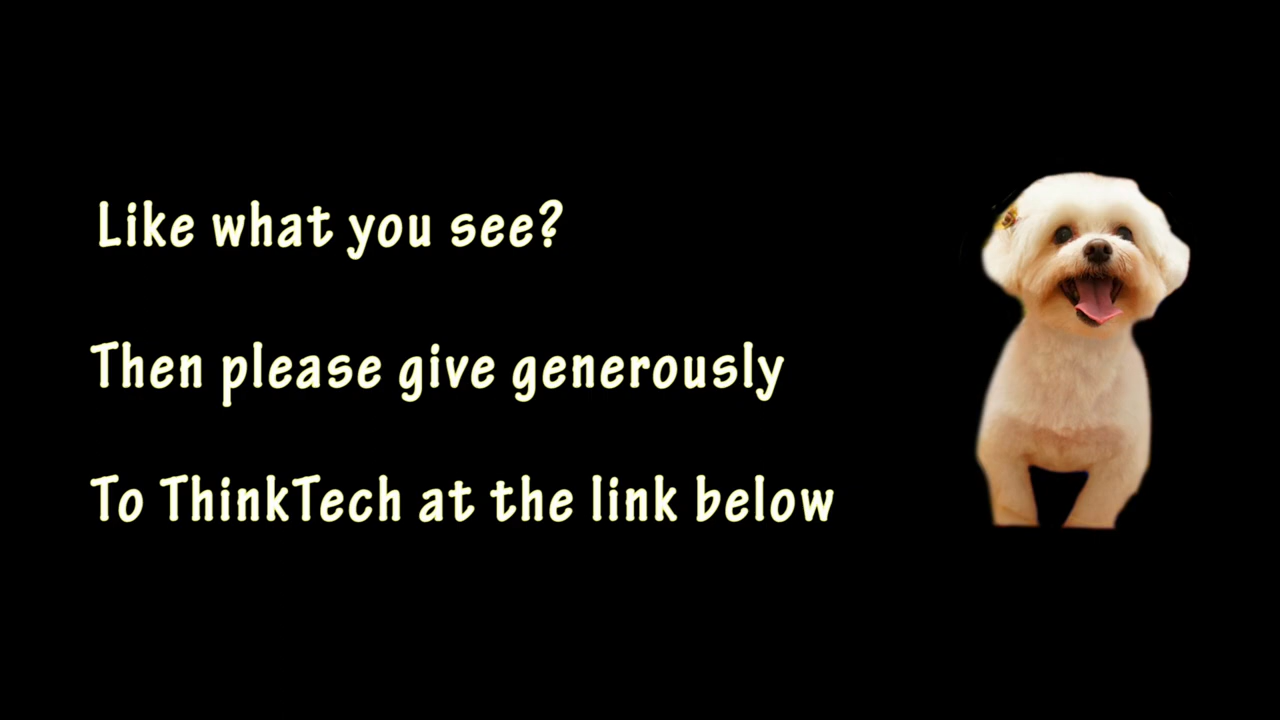 Like what you see?
Then please give generously
To ThinkTech at the link below